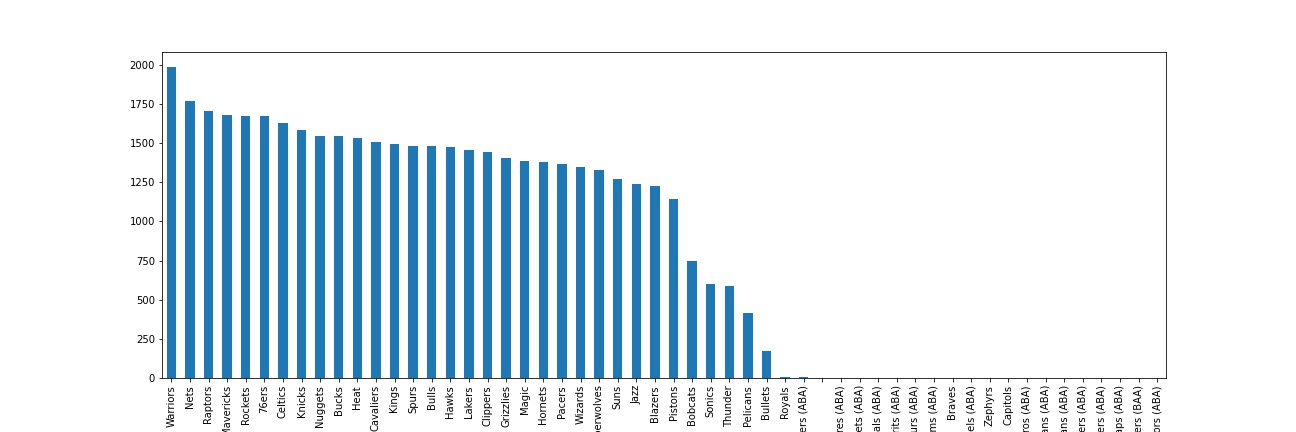 2000
1750
1500
1250
1000
750
500
250
0
Warriors
Nets
Raptors
Mavericks
Rockets
76ers
Celtics
Knicks
Nuggets
Bucks
Heat
Cavaliers
Kings
Spurs
Bulls
Hawks
Lakers
Clippers
Grizzlies
Magic
Hornets
Pacers
Wizards
erwolves
Suns
Jazz
Blazers
Pistons
Bobcats
Sonics
Thunder
Pelicans
Bullets
Royals
ers (ABA)
res (ABA)
ets (ABA)
als (ABA)
rits (ABA)
urs (ABA)
ms (ABA)
Braves
els (ABA)
Zephyrs
Capitols
ros (ABA)
ans (ABA)
ans (ABA)
ers (ABA)
ers (ABA)
aps (ABA)
ers (BAA)
ors (ABA)